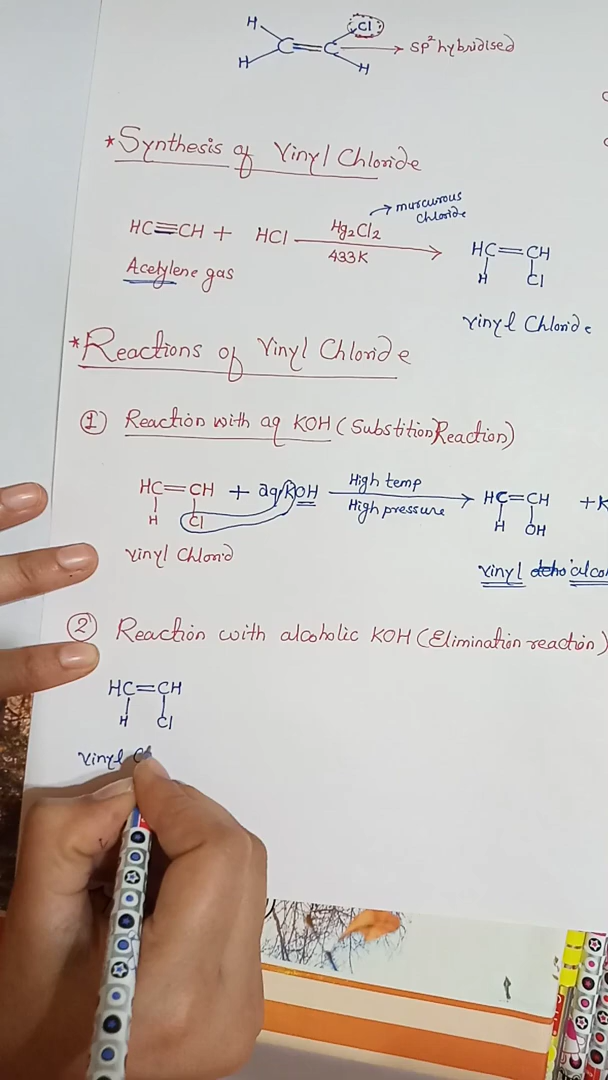 H Cl
C=C → SP² hybridised
H H
*Synthesis of Vinyl Chloride
→ murcurous chloride
HC≡CH + HCl Hg₂Cl₂ 433K → HC=CH
H Cl
Acetylene gas
vinyl Chloride
*Reactions of Vinyl Chloride
① Reaction with aq KOH (Substition Reaction)
HC=CH + aq KOH High temp High pressure → HC=CH +K
H Cl H OH
vinyl Chlorid
vinyl alco
② Reaction with alcoholic KOH (Elimination reaction)
HC=CH
H Cl
vinyl C